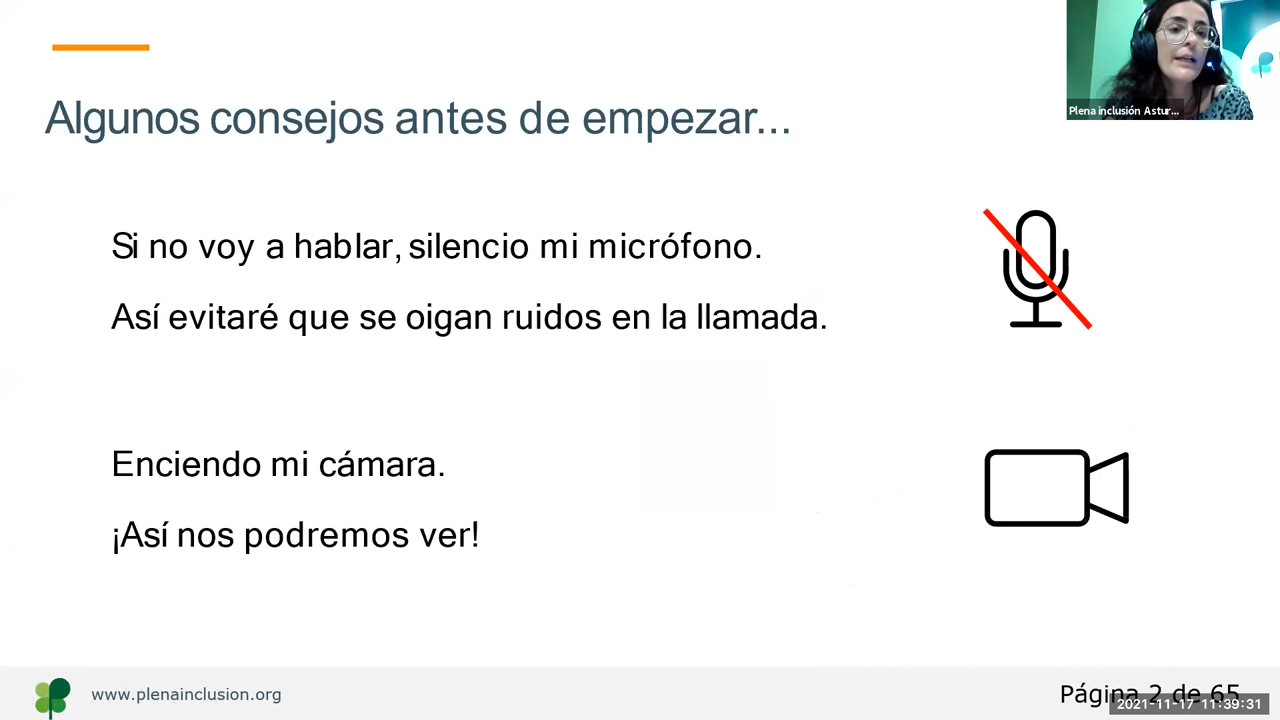 Plena inclusión Astur...
Algunos consejos antes de empezar...
Si no voy a hablar, silencio mi micrófono.
Así evitaré que se oigan ruidos en la llamada.
Enciendo mi cámara.
¡Así nos podremos ver!
www.plenainclusion.org
Página 2 de 65
2021-11-17 11:39:31